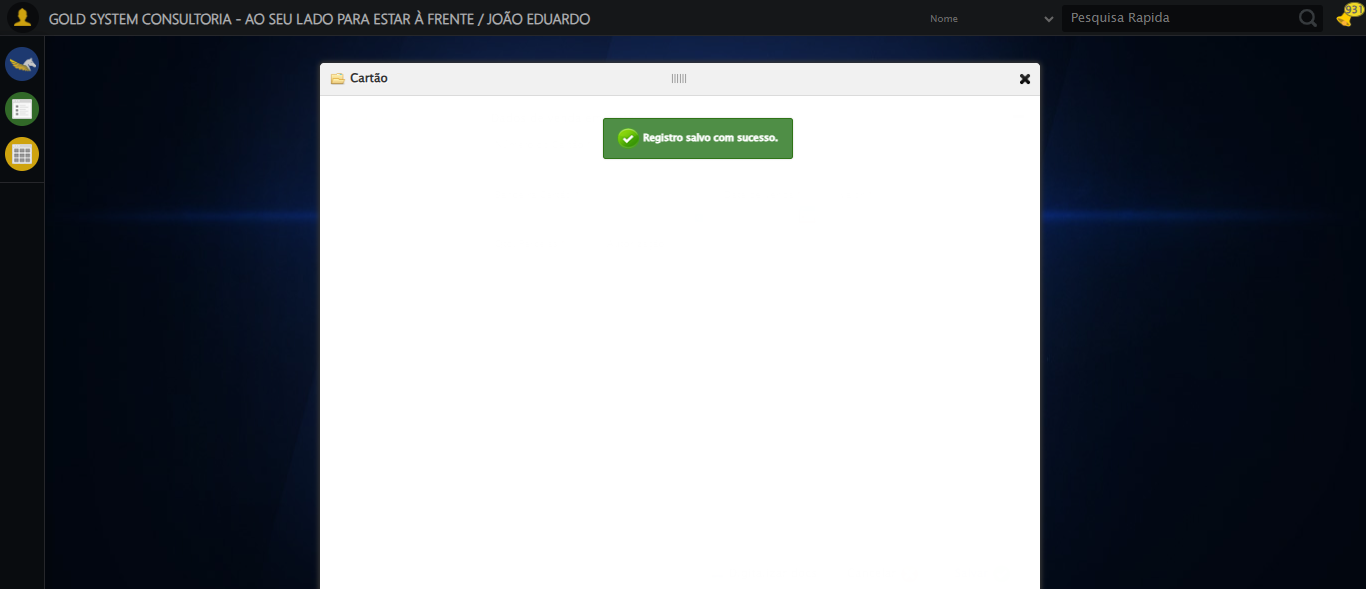 GOLD SYSTEM CONSULTORIA - AO SEU LADO PARA ESTAR À FRENTE / JOÃO EDUARDO
Nome
Pesquisa Rapida
931
Cartão
Registro salvo com sucesso.